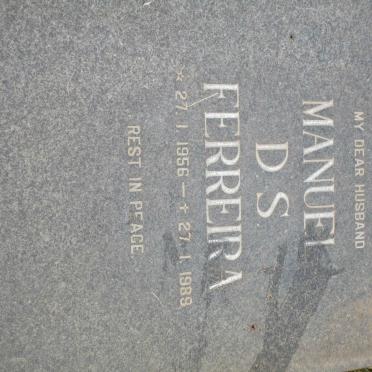 MY DEAR HUSBAND
MANUEL
D S
FERREIRA
☆ 27.1.1956 – ✝ 27.1.1989
REST IN PEACE